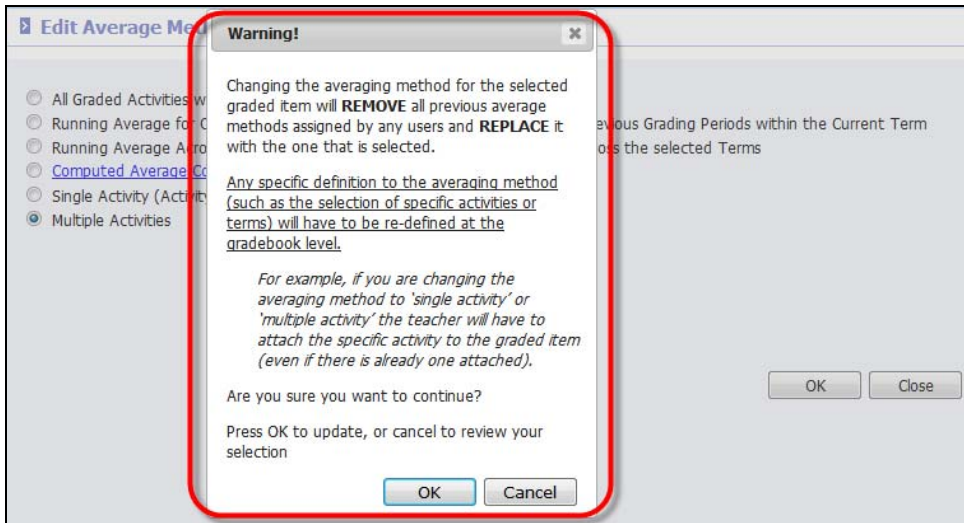 Edit Average Me
Warning!
All Graded Activities w
Running Average for C
evious Grading Periods within the Current Term
Running Average Acro
oss the selected Terms
Computed Average Co
Single Activity (Activity
Multiple Activities
Changing the averaging method for the selected
graded item will REMOVE all previous average
methods assigned by any users and REPLACE it
with the one that is selected.
Any specific definition to the averaging method
(such as the selection of specific activities or
terms) will have to be re-defined at the
gradebook level.
For example, if you are changing the
averaging method to ‘single activity’ or
‘multiple activity’ the teacher will have to
attach the specific activity to the graded item
(even if there is already one attached).
Are you sure you want to continue?
Press OK to update, or cancel to review your
selection
OK Cancel
OK Close